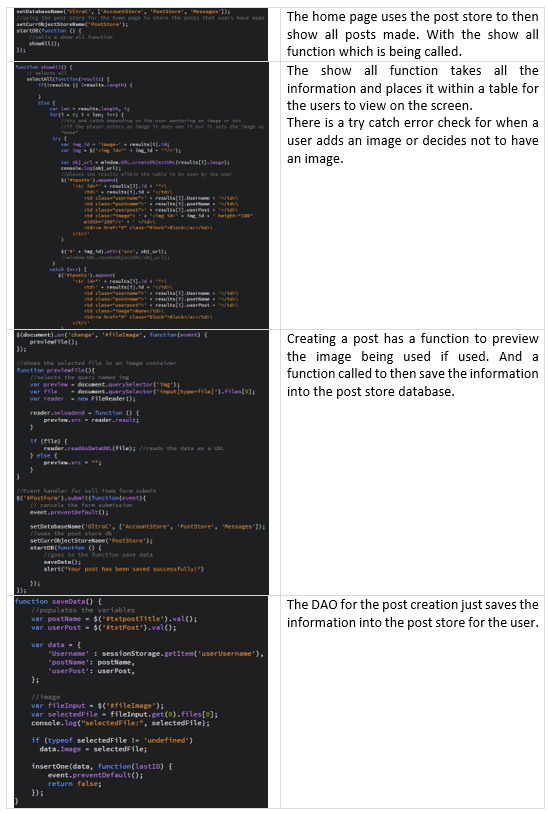 setDatabaseName('UltraC', ['AccountStore', 'PostStore', 'Messages']);
//using the post store for the home page to store the posts that users have made
setCurrObjectStoreName('PostStore');
startDB(function () {
//calls a show all function
showAll();
});
The home page uses the post store to then
show all posts made. With the show all
function which is being called.
function showAll() {
// selects all
selectAll(function(results) {
if(!results || !results.length) {
}
else {
var len = results.length, i;
for(i = 0; i < len; i++) {
//try and catch depending on the user wantering an image or not
//if the player enters an image it does one if not it sets the image as
"none"
try {
var img_id = 'image-' + results[i].id;
var img = $('<img id="' + img_id + '"/>');
var obj_url = window.URL.createObjectURL(results[i].Image);
console.log(obj_url);
//places the results within the table to be seen by the user
$('#tposts').append(
'<tr id="' + results[i].id + '">\
<td>' + results[i].id + '</td>\
<td class="username">' + results[i].Username + '</td>\
<td class="postname">' + results[i].postName + '</td>\
<td class="userpost">' + results[i].userPost + '</td>\
<td class="image"> ' + '<img id=' + img_id + ' height="100"
width="100"/>' + ' </td>\
<td><a href="#" class="Block">Block</a></td>\
</tr>'
)
$('#' + img_id).attr('src', obj_url);
//window.URL.revokeObjectURL(obj_url);
}
catch (err) {
$('#tposts').append(
'<tr id="' + results[i].id + '">\
<td>' + results[i].id + '</td>\
<td class="username">' + results[i].Username + '</td>\
<td class="postname">' + results[i].postName + '</td>\
<td class="userpost">' + results[i].userPost + '</td>\
<td class="image">None</td>\
<td><a href="#" class="Block">Block</a></td>\
</tr>'
The show all function takes all the
information and places it within a table for
the users to view on the screen.
There is a try catch error check for when a
user adds an image or decides not to have
an image.
$(document).on('change', '#fileImage', function(event) {
previewFile();
});
//shows the selected file in an image container
function previewFile(){
//selects the query named img
var preview = document.querySelector('img');
var file = document.querySelector('input[type=file]').files[0];
var reader = new FileReader();
reader.onloadend = function () {
preview.src = reader.result;
}
if (file) {
reader.readAsDataURL(file); //reads the data as a URL
} else {
preview.src = "";
}
}
//Event handler for sell item form submit
$('#PostForm').submit(function(event){
// cancels the form submission
event.preventDefault();
setDatabaseName('UltraC', ['AccountStore', 'PostStore', 'Messages']);
//uses the post store db
setCurrObjectStoreName('PostStore');
startDB(function () {
//goes to the function save data
saveData();
alert("Your post has been saved successfully!")
});
});
Creating a post has a function to preview
the image being used if used. And a
function called to then save the information
into the post store database.
function saveData() {
//populates the variables
var postName = $('#txtpostTitle').val();
var userPost = $('#txtPost').val();
var data = {
'Username' : sessionStorage.getItem('userUsername'),
'postName': postName,
'userPost': userPost,
};
//image
var fileInput = $('#fileImage');
var selectedFile = fileInput.get(0).files[0];
console.log("selectedFile:", selectedFile);
if (typeof selectedFile != 'undefined')
data.Image = selectedFile;
insertOne(data, function(lastID) {
event.preventDefault();
return false;
});
}
The DAO for the post creation just saves the
information into the post store for the user.